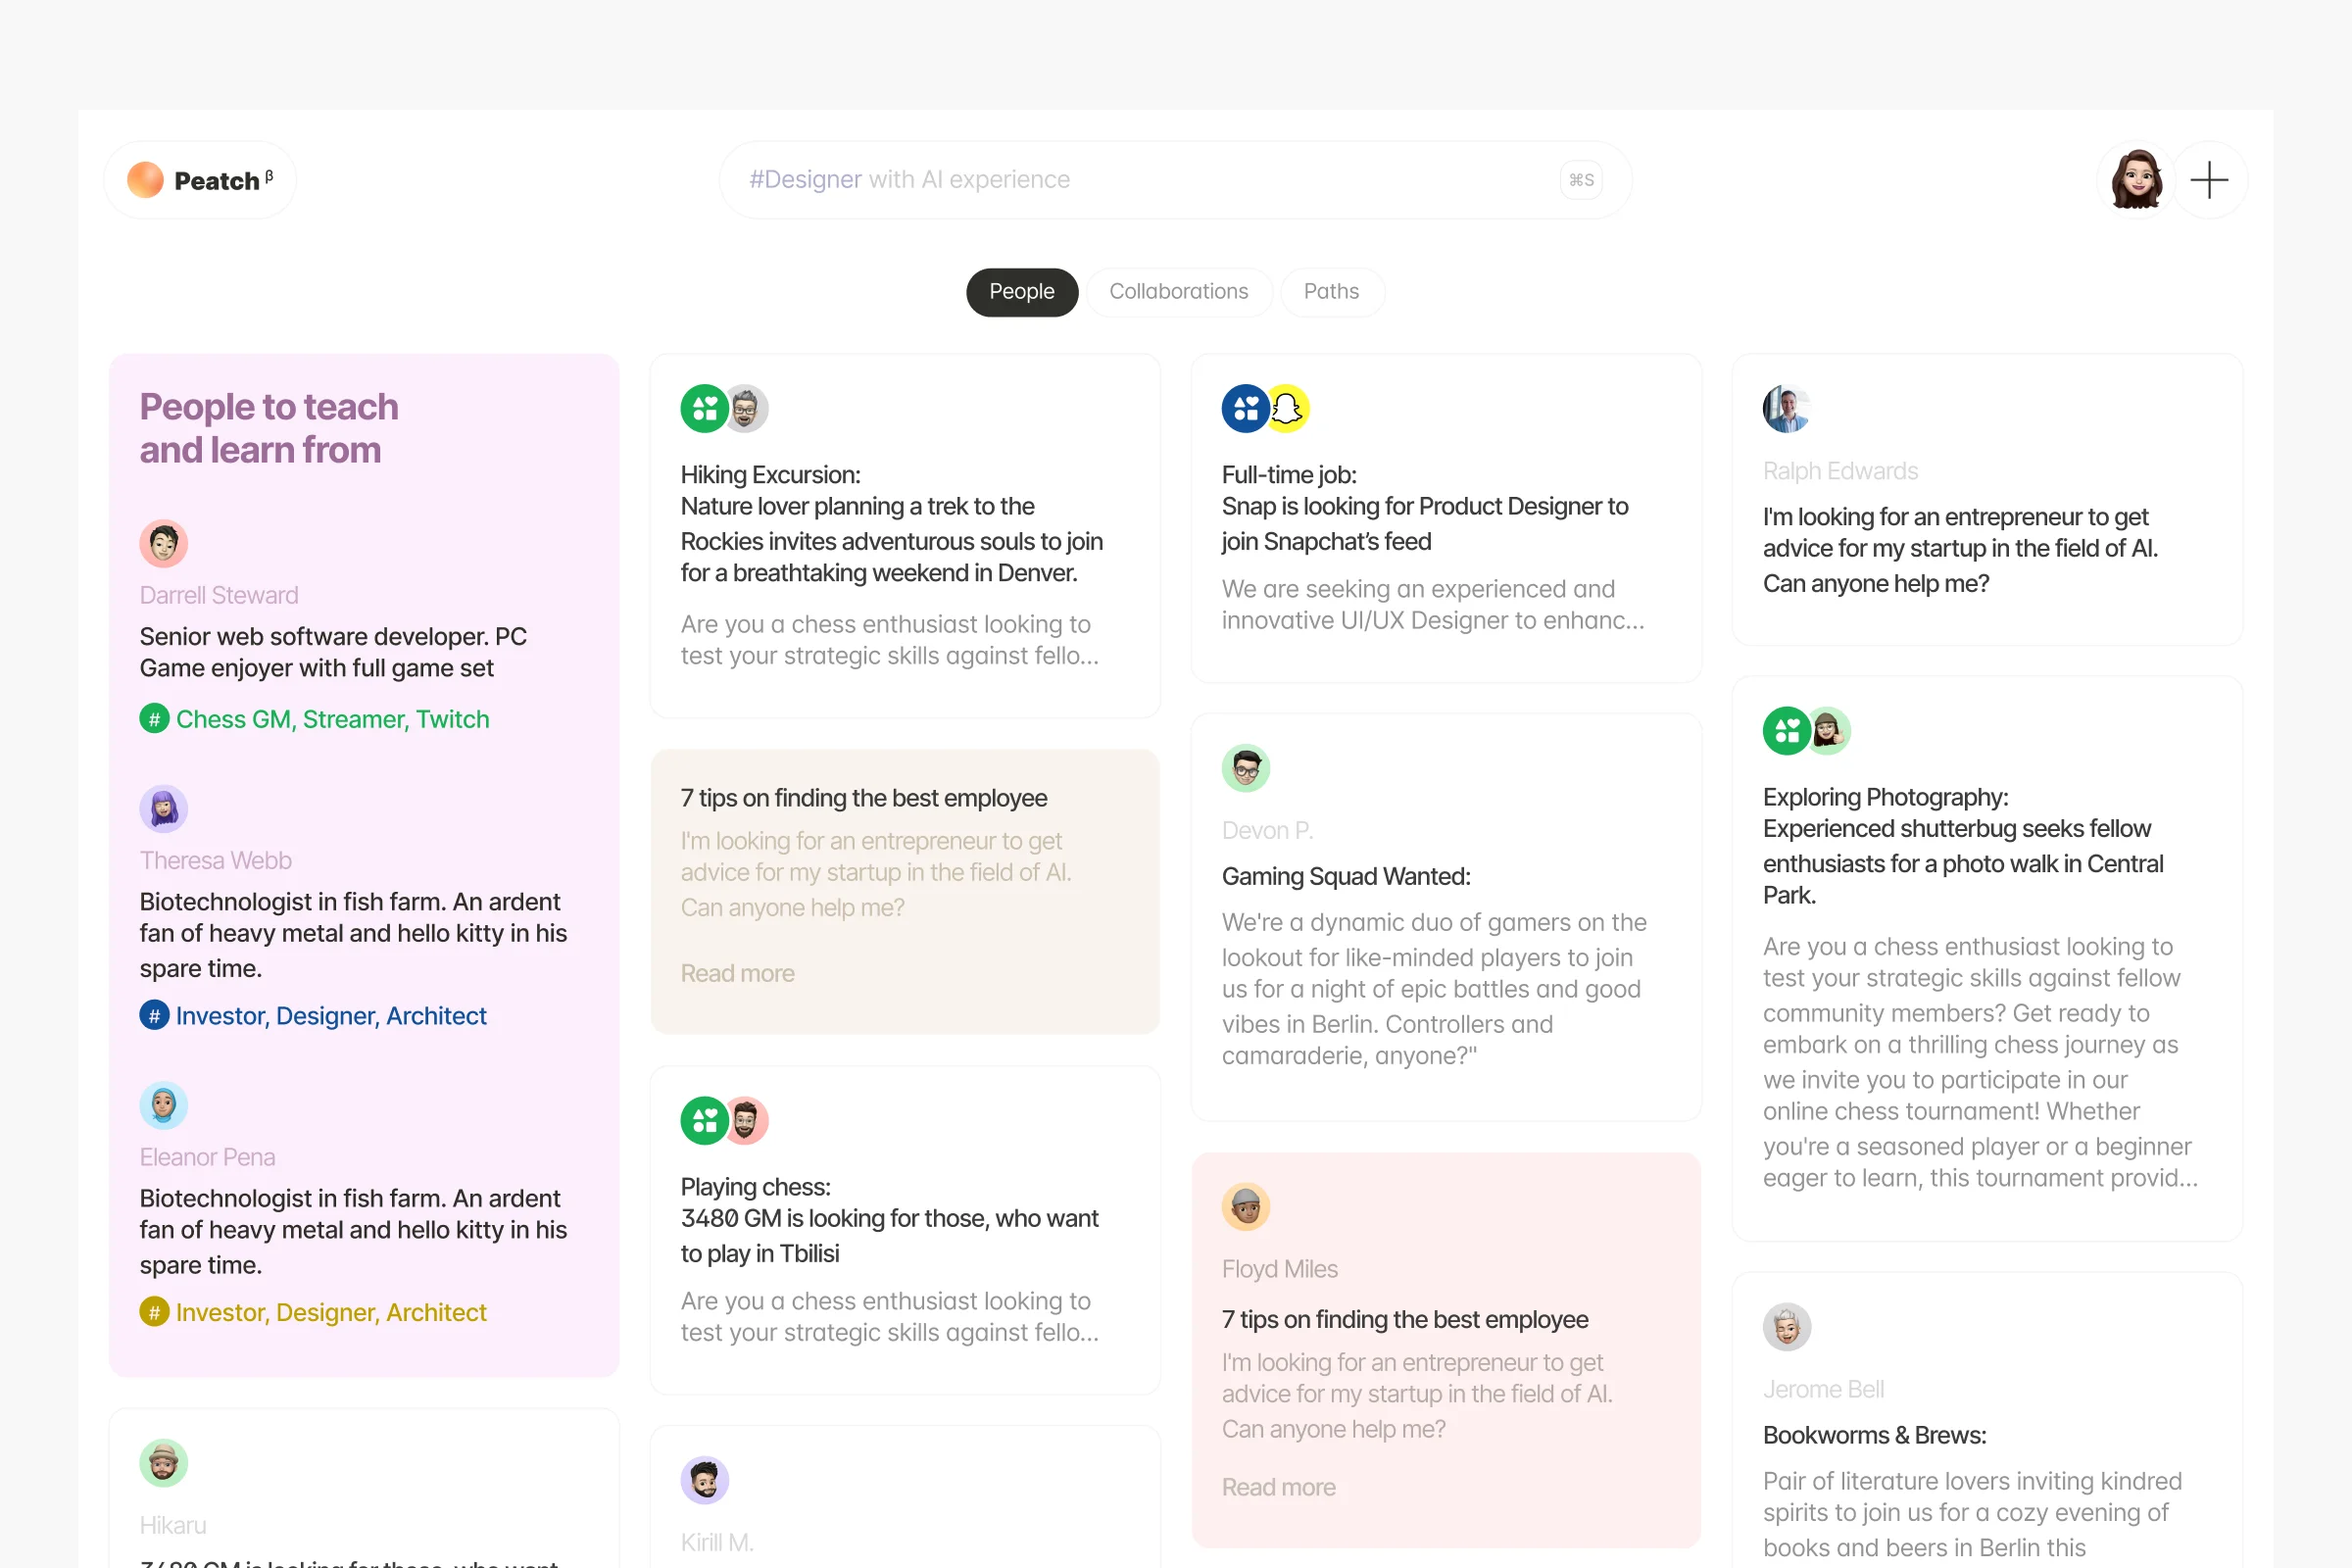 Peatch β
#Designer with AI experience
⌘S
People
Collaborations
Paths
People to teach
and learn from
Darrell Steward
Senior web software developer. PC
Game enjoyer with full game set
# Chess GM, Streamer, Twitch
Theresa Webb
Biotechnologist in fish farm. An ardent
fan of heavy metal and hello kitty in his
spare time.
# Investor, Designer, Architect
Eleanor Pena
Biotechnologist in fish farm. An ardent
fan of heavy metal and hello kitty in his
spare time.
# Investor, Designer, Architect
Hikaru
3480 GM is looking for those, who want
Hiking Excursion:
Nature lover planning a trek to the
Rockies invites adventurous souls to join
for a breathtaking weekend in Denver.
Are you a chess enthusiast looking to
test your strategic skills against fello...
7 tips on finding the best employee
I'm looking for an entrepreneur to get
advice for my startup in the field of AI.
Can anyone help me?
Read more
Playing chess:
3480 GM is looking for those, who want
to play in Tbilisi
Are you a chess enthusiast looking to
test your strategic skills against fello...
Kirill M.
Full-time job:
Snap is looking for Product Designer to
join Snapchat’s feed
We are seeking an experienced and
innovative UI/UX Designer to enhanc...
Devon P.
Gaming Squad Wanted:
We're a dynamic duo of gamers on the
lookout for like-minded players to join
us for a night of epic battles and good
vibes in Berlin. Controllers and
camaraderie, anyone?"
Floyd Miles
7 tips on finding the best employee
I'm looking for an entrepreneur to get
advice for my startup in the field of AI.
Can anyone help me?
Read more
Ralph Edwards
I'm looking for an entrepreneur to get
advice for my startup in the field of AI.
Can anyone help me?
Exploring Photography:
Experienced shutterbug seeks fellow
enthusiasts for a photo walk in Central
Park.
Are you a chess enthusiast looking to
test your strategic skills against fellow
community members? Get ready to
embark on a thrilling chess journey as
we invite you to participate in our
online chess tournament! Whether
you're a seasoned player or a beginner
eager to learn, this tournament provid...
Jerome Bell
Bookworms & Brews:
Pair of literature lovers inviting kindred
spirits to join us for a cozy evening of
books and beers in Berlin this